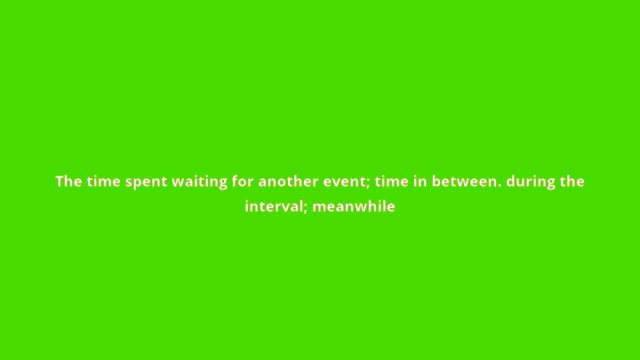 The time spent waiting for another event; time in between. during the
interval; meanwhile